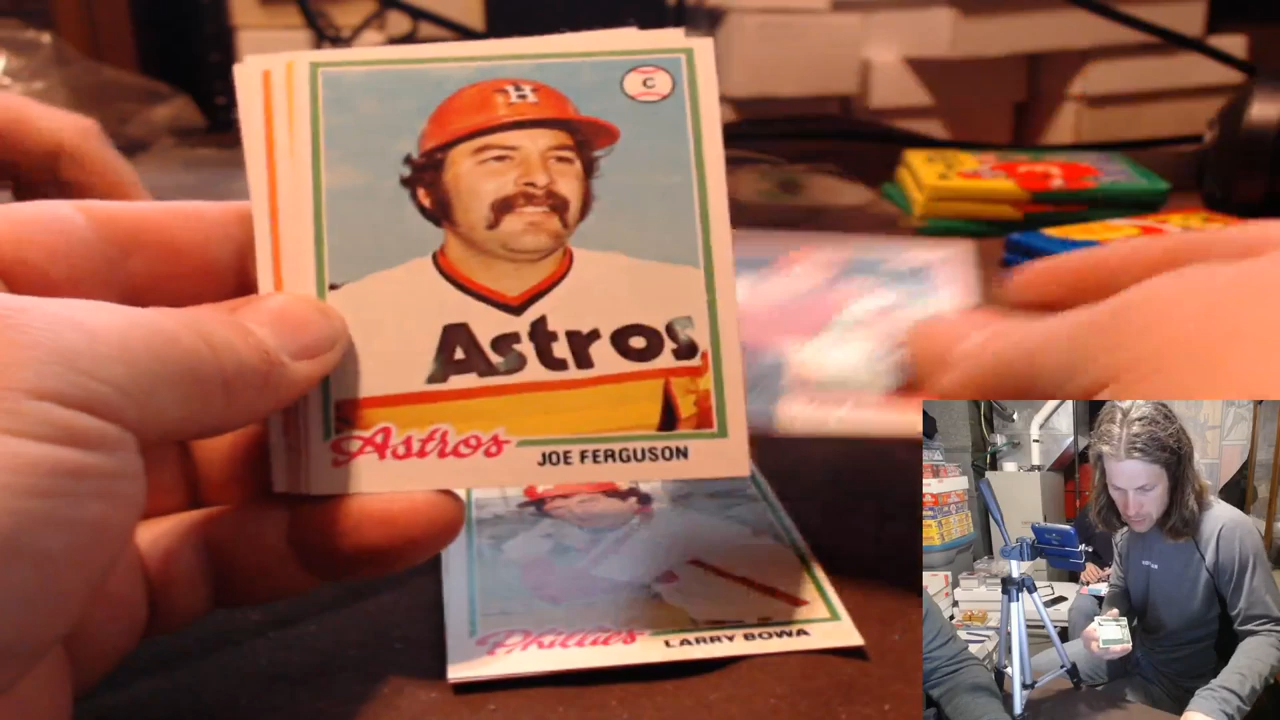 H
C
Astros
Astros JOE FERGUSON
Phillies LARRY BOWA